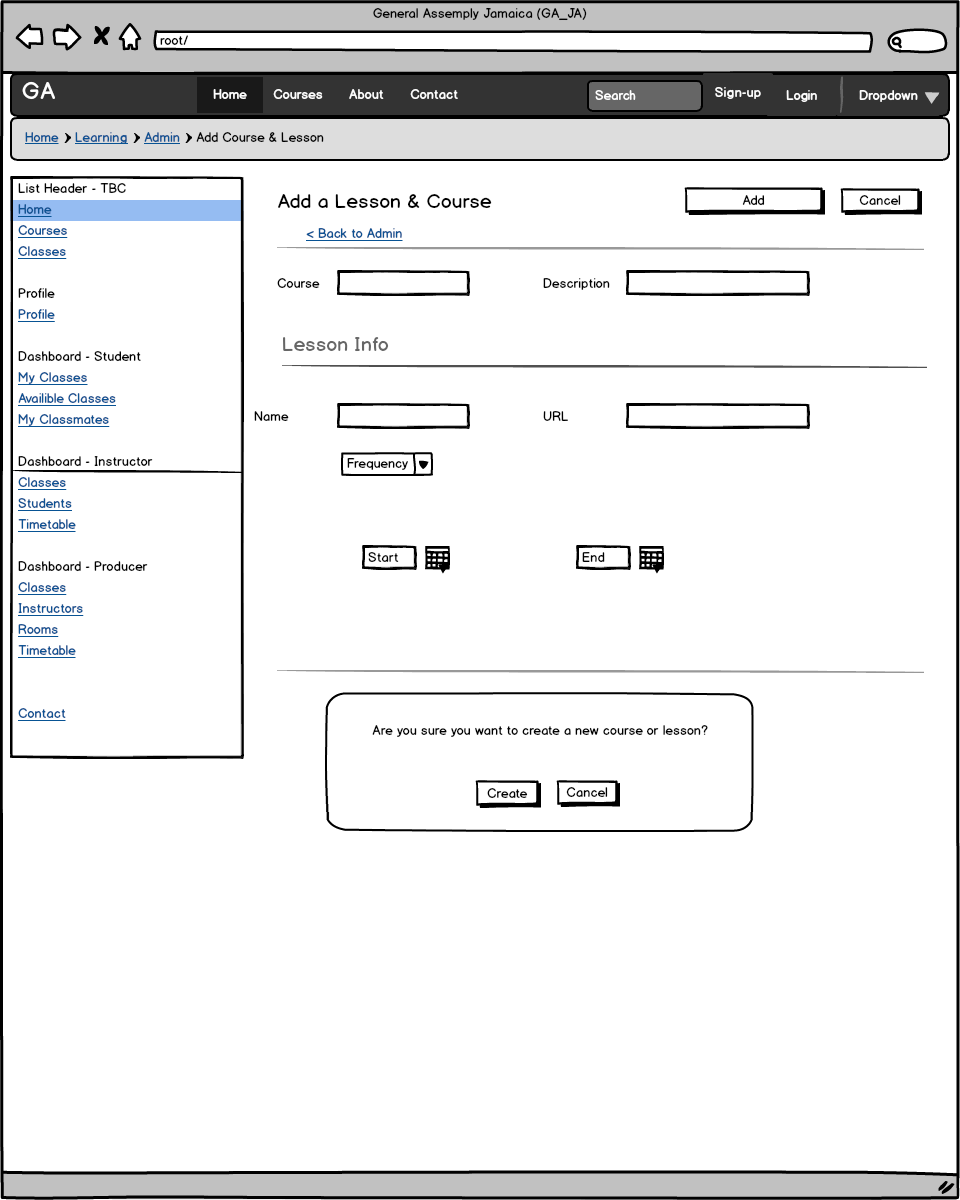 General Assemply Jamaica (GA_JA)
root/
GA Home Courses About Contact Search Sign-up Login Dropdown
Home Learning Admin Add Course & Lesson
List Header - TBC
Home
Courses
Classes
Profile
Profile
Dashboard - Student
My Classes
Availible Classes
My Classmates
Dashboard - Instructor
Classes
Students
Timetable
Dashboard - Producer
Classes
Instructors
Rooms
Timetable
Contact
Add a Lesson & Course Add Cancel
< Back to Admin
Course Description
Lesson Info
Name URL
Frequency
Start End
Are you sure you want to create a new course or lesson?
Create Cancel